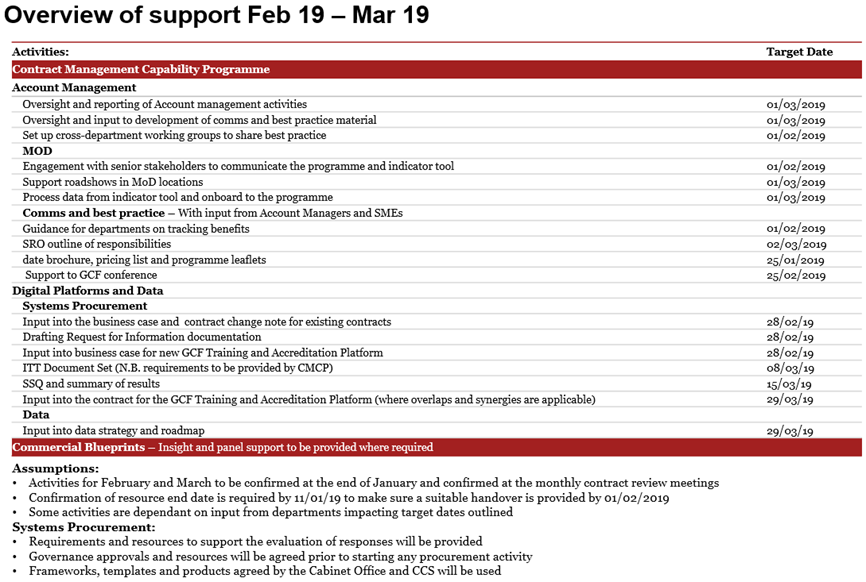 Overview of support Feb 19 – Mar 19
Activities: Target Date
Contract Management Capability Programme
Account Management
Oversight and reporting of Account management activities 01/03/2019
Oversight and input to development of comms and best practice material 01/03/2019
Set up cross-department working groups to share best practice 01/02/2019
MOD
Engagement with senior stakeholders to communicate the programme and indicator tool 01/02/2019
Support roadshows in MoD locations 01/03/2019
Process data from indicator tool and onboard to the programme 01/03/2019
Comms and best practice – With input from Account Managers and SMEs
Guidance for departments on tracking benefits 01/02/2019
SRO outline of responsibilities 02/03/2019
date brochure, pricing list and programme leaflets 25/01/2019
Support to GCF conference 25/02/2019
Digital Platforms and Data
Systems Procurement
Input into the business case and contract change note for existing contracts 28/02/19
Drafting Request for Information documentation 28/02/19
Input into business case for new GCF Training and Accreditation Platform 28/02/19
ITT Document Set (N.B. requirements to be provided by CMCP) 08/03/19
SSQ and summary of results 15/03/19
Input into the contract for the GCF Training and Accreditation Platform (where overlaps and synergies are applicable) 29/03/19
Data
Input into data strategy and roadmap 29/03/19
Commercial Blueprints – Insight and panel support to be provided where required
Assumptions:
• Activities for February and March to be confirmed at the end of January and confirmed at the monthly contract review meetings
• Confirmation of resource end date is required by 11/01/19 to make sure a suitable handover is provided by 01/02/2019
• Some activities are dependant on input from departments impacting target dates outlined
Systems Procurement:
• Requirements and resources to support the evaluation of responses will be provided
• Governance approvals and resources will be agreed prior to starting any procurement activity
• Frameworks, templates and products agreed by the Cabinet Office and CCS will be used